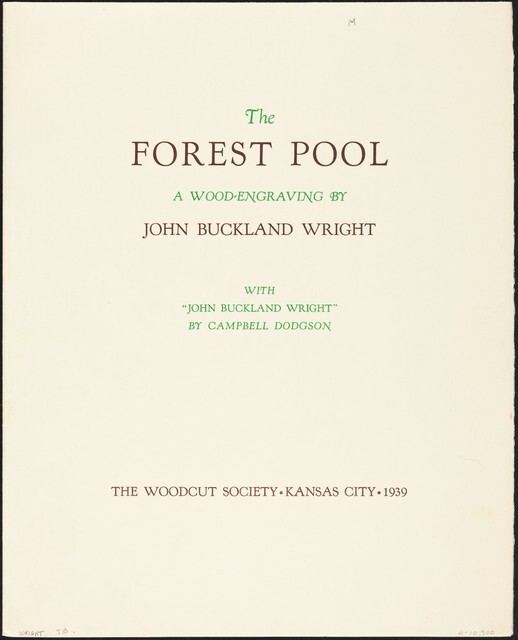 M
The
FOREST POOL
A WOOD-ENGRAVING BY
JOHN BUCKLAND WRIGHT
WITH
"JOHN BUCKLAND WRIGHT"
BY CAMPBELL DODGSON
THE WOODCUT SOCIETY • KANSAS CITY • 1939
WRIGHT, J.B.